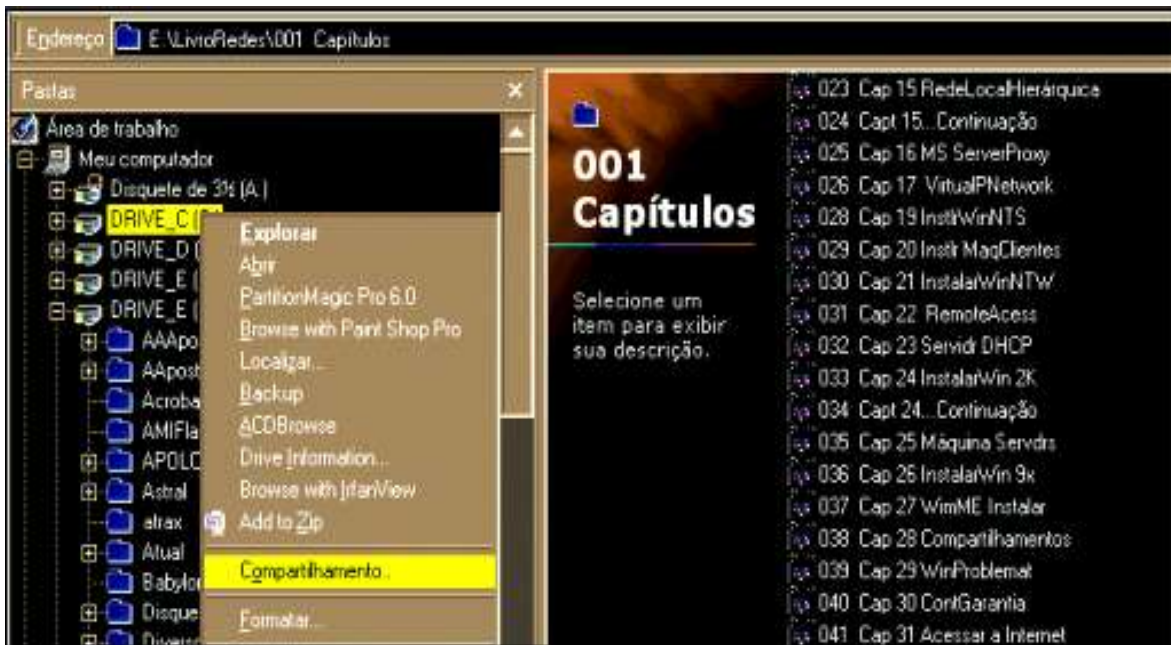 Endereço E:\LivroRedes\001 Capítulos
Pastas
Área de trabalho
Meu computador
Disquete de 3½ (A:)
DRIVE_C
DRIVE_D (
DRIVE_E (
DRIVE_E (
AAApo
AApost
Acroba
AMIFla
APOLO
Astral
atrax
Atual
Babylo
Disque
Diverso
Explorar
Abrir
PartitionMagic Pro 6.0
Browse with Paint Shop Pro
Localizar...
Backup
ACDBrowse
Drive Information...
Browse with IrfanView
Add to Zip
Compartilhamento...
Formatar...
001
Capítulos
Selecione um
item para exibir
sua descrição.
023 Cap 15 RedeLocalHierárquica
024 Capt 15...Continuação
025 Cap 16 MS ServerProxy
026 Cap 17 VirtualPNetwork
028 Cap 19 InstlrWinNTS
029 Cap 20 Instlr MaqClientes
030 Cap 21 InstalarWinNTW
031 Cap 22 RemoteAcess
032 Cap 23 Servidr DHCP
033 Cap 24 InstalarWin 2K
034 Capt 24...Continuação
035 Cap 25 Máquina Servdrs
036 Cap 26 InstalarWin 9x
037 Cap 27 WimME Instalar
038 Cap 28 Compartilhamentos
039 Cap 29 WinProblemat
040 Cap 30 ContGarantia
041 Cap 31 Acessar a Internet